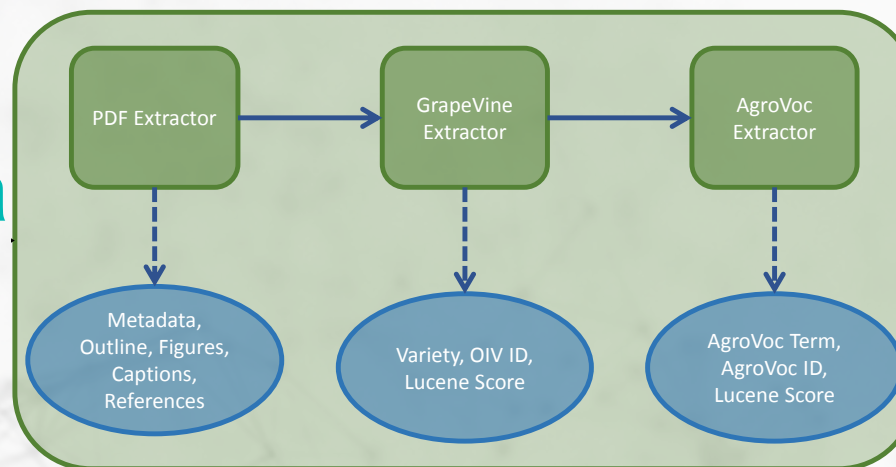 PDF Extractor
GrapeVine
Extractor
AgroVoc
Extractor
Metadata,
Outline, Figures,
Captions,
References
Variety, OIV ID,
Lucene Score
AgroVoc Term,
AgroVoc ID,
Lucene Score